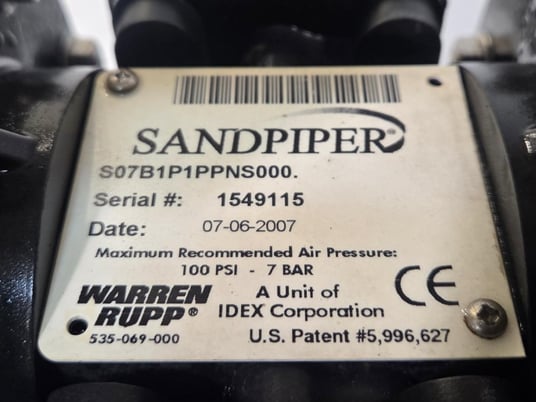 SANDPIPER®
S07B1P1PPNS000.
Serial #: 1549115
Date: 07-06-2007
Maximum Recommended Air Pressure:
100 PSI - 7 BAR
WARREN RUPP®
535-069-000
A Unit of
IDEX Corporation
CE
U.S. Patent #5,996,627